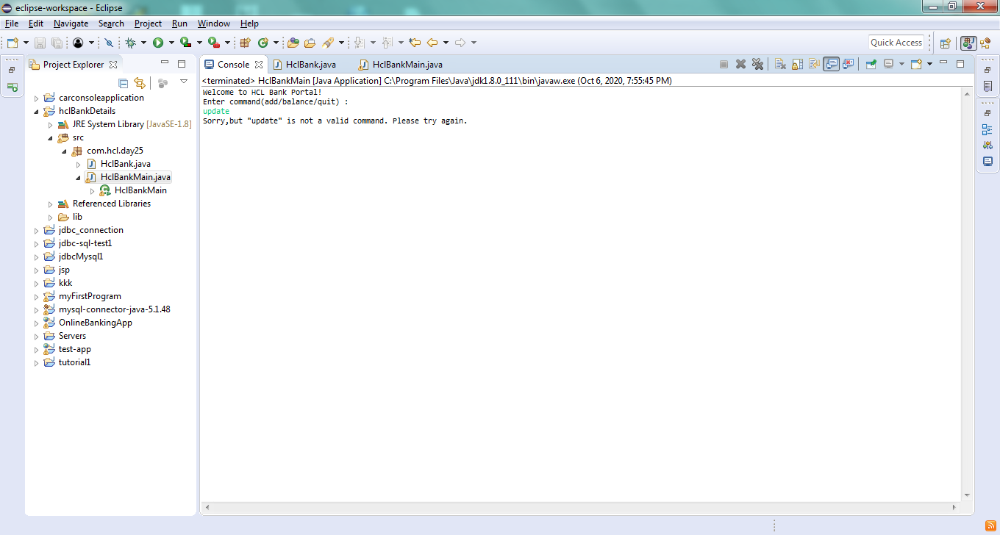 eclipse-workspace - Eclipse
File Edit Navigate Search Project Run Window Help
Quick Access
Project Explorer
Console HclBank.java HclBankMain.java
<terminated> HclBankMain [Java Application] C:\Program Files\Java\jdk1.8.0_111\bin\javaw.exe (Oct 6, 2020, 7:55:45 PM)
Welcome to HCL Bank Portal!
Enter command(add/balance/quit) :
update
Sorry,but "update" is not a valid command. Please try again.
carconsoleapplication
hclBankDetails
JRE System Library [JavaSE-1.8]
src
com.hcl.day25
HclBank.java
HclBankMain.java
HclBankMain
Referenced Libraries
lib
jdbc_connection
jdbc-sql-test1
jdbcMysql1
jsp
kkk
myFirstProgram
mysql-connector-java-5.1.48
OnlineBankingApp
Servers
test-app
tutorial1